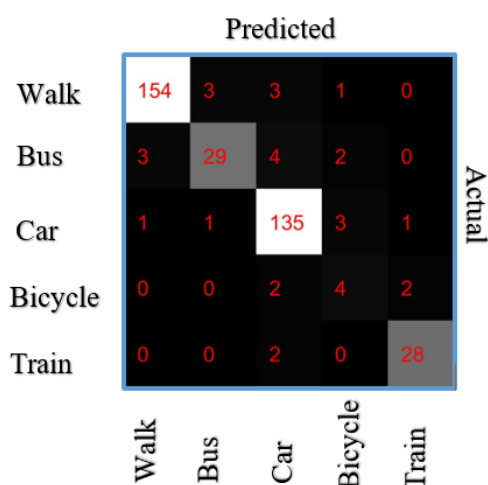 Predicted
Walk 154 3 3 1 0
Bus 3 29 4 2 0
Car 1 1 135 3 1
Bicycle 0 0 2 4 2
Train 0 0 2 0 28
Actual
Walk Bus Car Bicycle Train